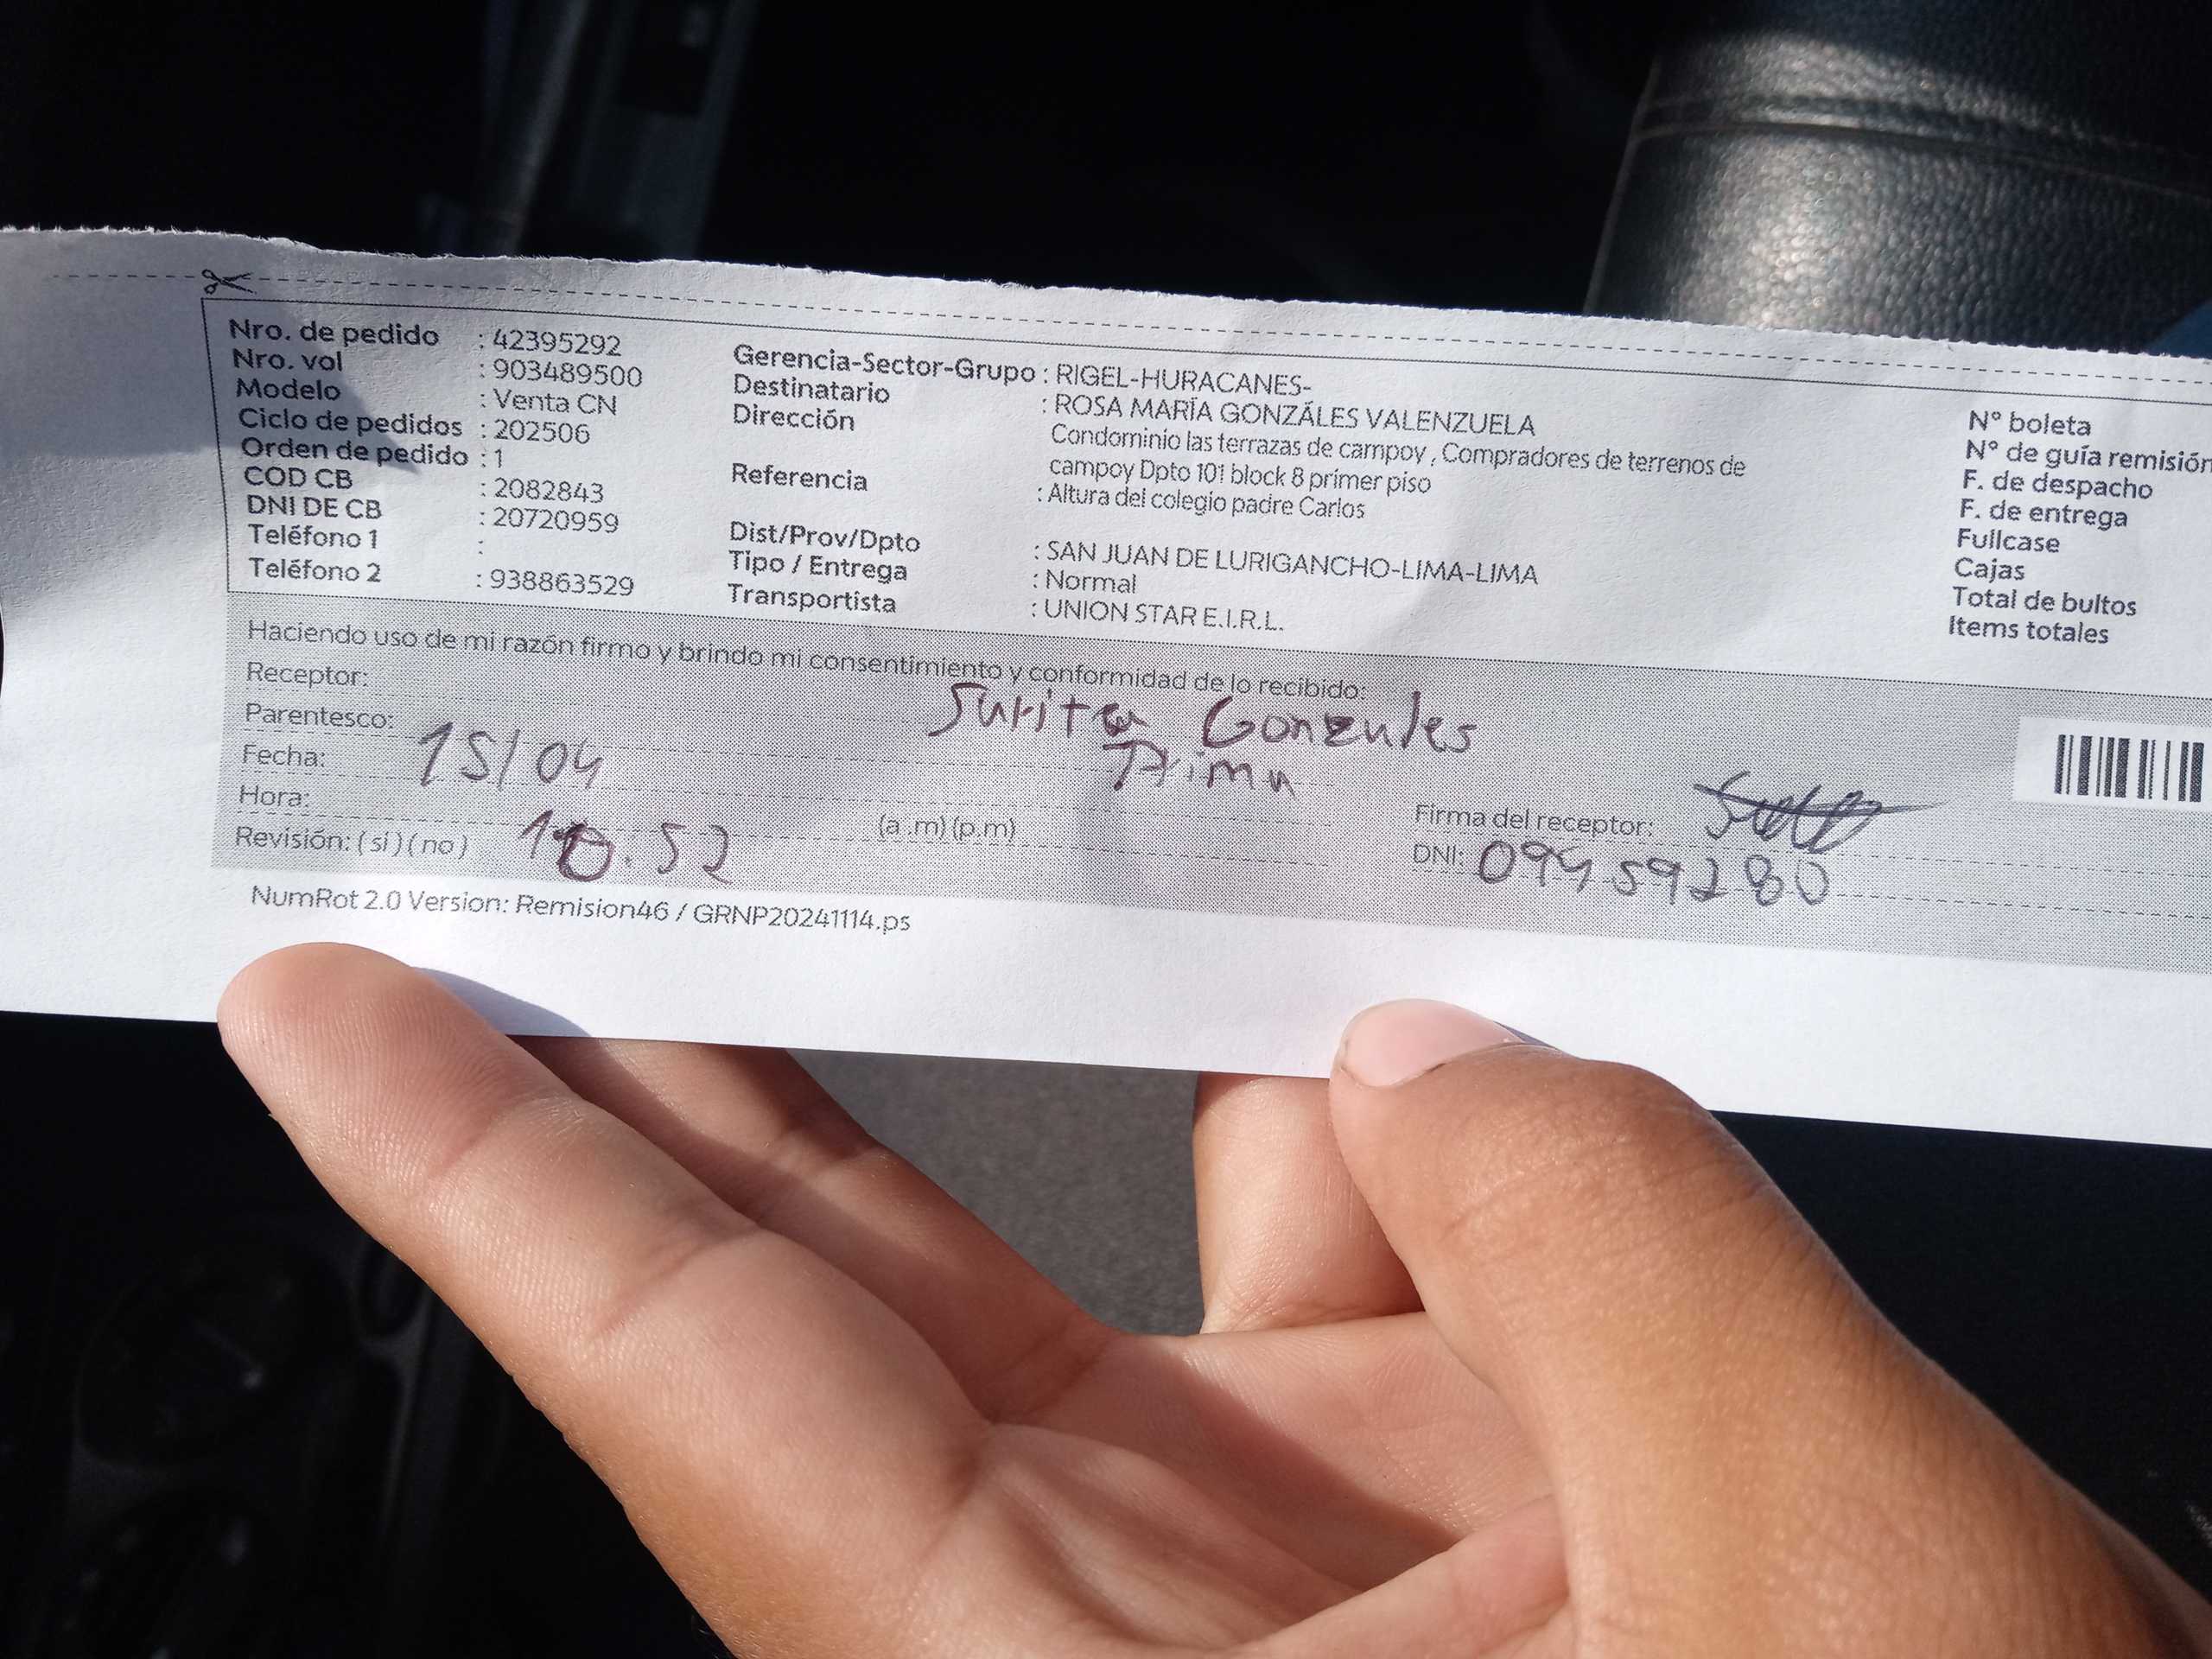 Nro. de pedido : 42395292
Nro. vol : 903489500
Modelo : Venta CN
Ciclo de pedidos : 202506
Orden de pedido : 1
COD CB : 2082843
DNI DE CB : 20720959
Teléfono 1 :
Teléfono 2 : 938863529
Gerencia-Sector-Grupo : RIGEL-HURACANES-
Destinatario : ROSA MARÍA GONZÁLES VALENZUELA
Dirección Condominio las terrazas de campoy , Compradores de terrenos de
campoy Dpto 101 block 8 primer piso
Referencia : Altura del colegio padre Carlos
Dist/Prov/Dpto : SAN JUAN DE LURIGANCHO-LIMA-LIMA
Tipo / Entrega : Normal
Transportista : UNION STAR E.I.R.L.
N° boleta
N° de guía remisión
F. de despacho
F. de entrega
Fullcase
Cajas
Total de bultos
Items totales
Haciendo uso de mi razón firmo y brindo mi consentimiento y conformidad de lo recibido:
Receptor: Gonzules
Parentesco: Prima
Fecha: 15/04
Hora: (a .m) (p.m)
Revisión: ( si ) ( no )
Firma del receptor:
DNI:
NumRot 2.0 Version: Remision46 / GRNP20241114.ps